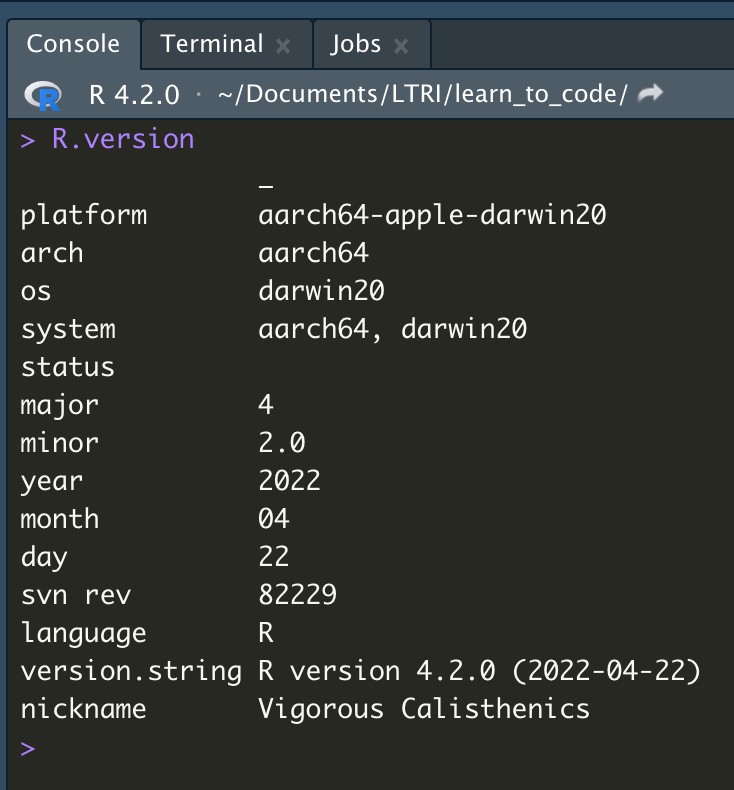 Console Terminal × Jobs ×
R R 4.2.0 · ~/Documents/LTRI/learn_to_code/
> R.version
_
platform aarch64-apple-darwin20
arch aarch64
os darwin20
system aarch64, darwin20
status
major 4
minor 2.0
year 2022
month 04
day 22
svn rev 82229
language R
version.string R version 4.2.0 (2022-04-22)
nickname Vigorous Calisthenics
>